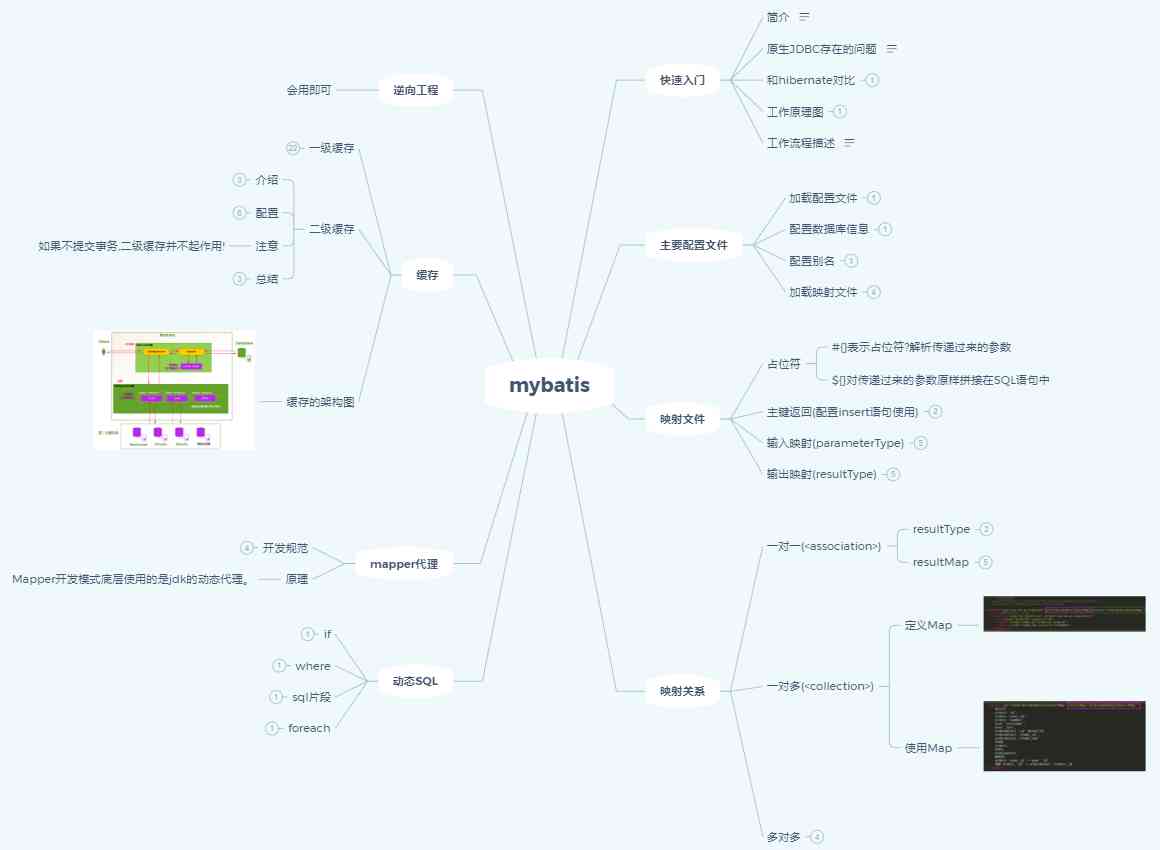 mybatis
快速入门
简介
原生JDBC存在的问题
和hibernate对比 1
工作原理图 1
工作流程描述
主要配置文件
加载配置文件 1
配置数据库信息 1
配置别名 3
加载映射文件 4
映射文件
占位符
#{}表示占位符?解析传递过来的参数
${}对传递过来的参数原样拼接在SQL语句中
主键返回(配置insert语句使用) 2
输入映射(parameterType) 5
输出映射(resultType) 5
映射关系
一对一(<association>)
resultType 2
resultMap 5
一对多(<collection>)
定义Map
使用Map
多对多 4
逆向工程
会用即可
缓存
22 一级缓存
二级缓存
3 介绍
6 配置
注意
如果不提交事务,二级缓存并不起作用!
3 总结
缓存的架构图
mapper代理
4 开发规范
原理
Mapper开发模式底层使用的是jdk的动态代理。
动态SQL
1 if
1 where
1 sql片段
1 foreach